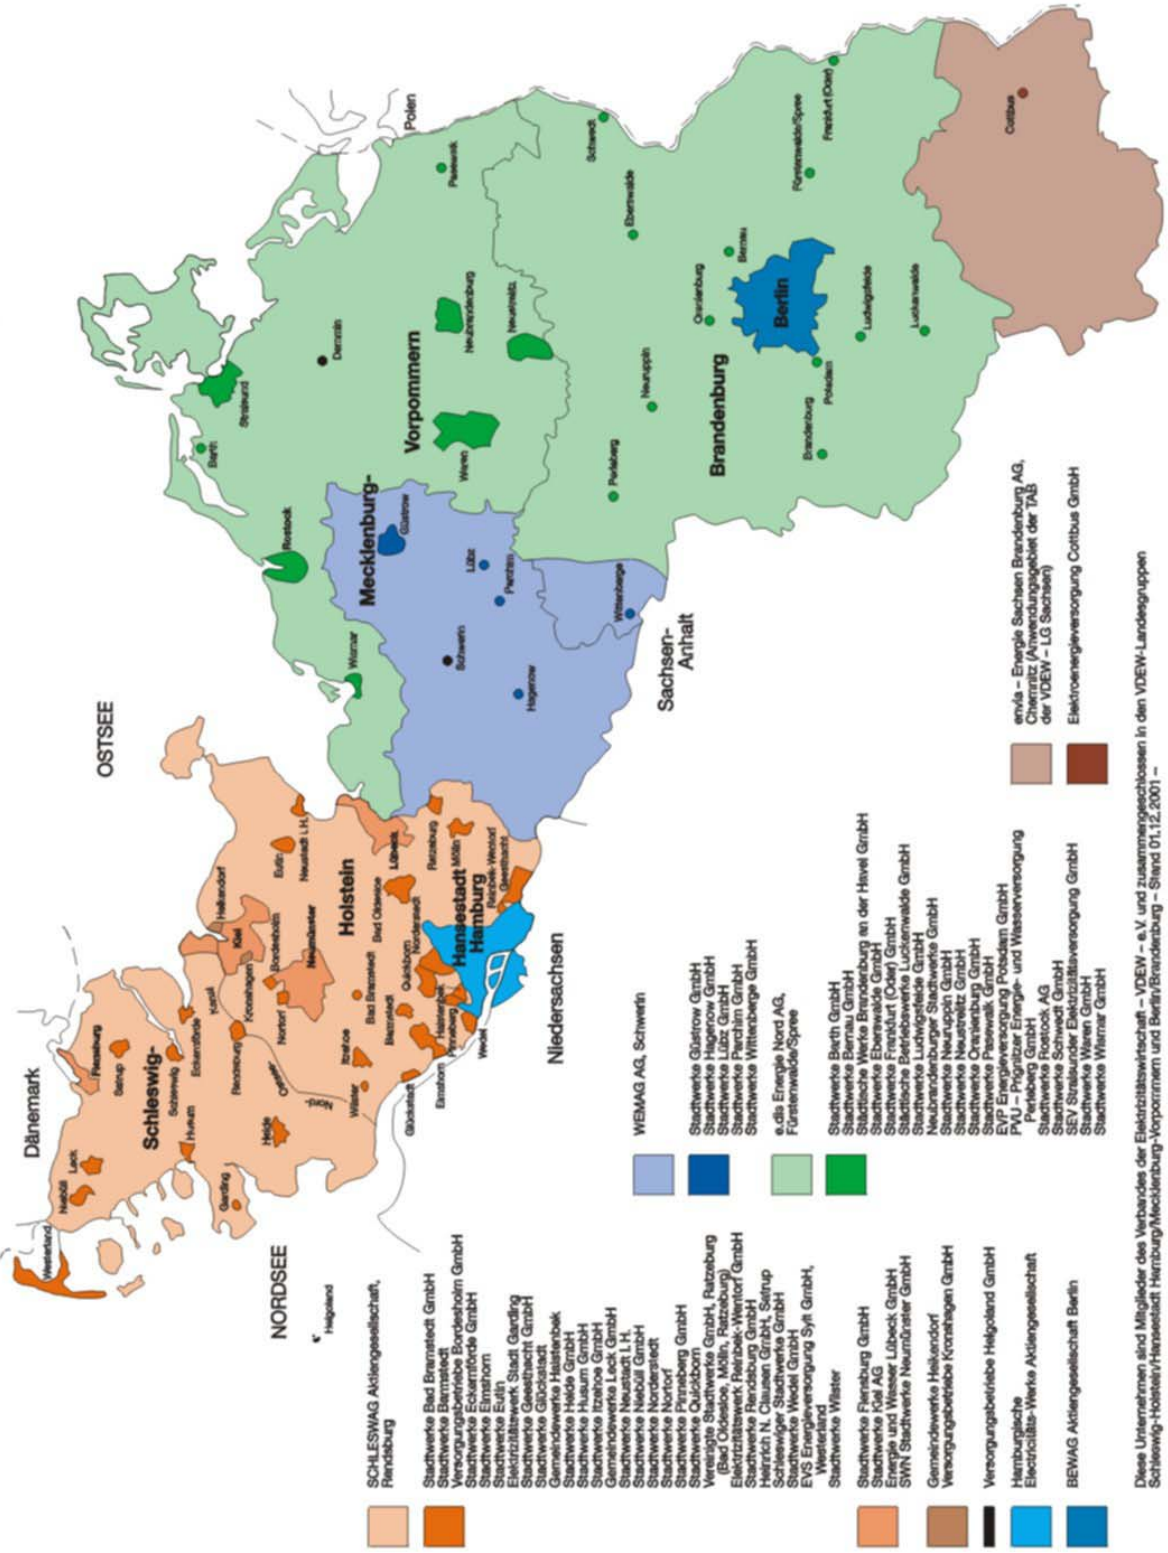 Dänemark
OSTSEE
NORDSEE
Polen
Niedersachsen
Sachsen-
Anhalt
Schleswig-
Holstein
Hansestadt
Hamburg
Mecklenburg-
Vorpommern
Brandenburg
Berlin
Westerland
Niebüll
Leck
Flensburg
Satrup
Schleswig
Husum
Eckernförde
Garding
Heide
Rendsburg
Kanal
Nord-
Ostsee-
Kronshagen
Kiel
Heikendorf
Bordesholm
Nortorf
Neumünster
Eutin
Neustadt i.H.
Wilster
Itzehoe
Bad Bramstedt
Barmstedt
Glückstadt
Elmshorn
Quickborn
Norderstedt
Bad Oldesloe
Lübeck
Ratzeburg
Mölln
Reinbek-Wentorf
Geesthacht
Halstenbek
Pinneberg
Wedel
Helgoland
Wismar
Rostock
Barth
Stralsund
Demmin
Güstrow
Lübz
Parchim
Schwerin
Hagenow
Wittenberge
Waren
Neubrandenburg
Neustrelitz
Pasewalk
Schwedt
Eberswalde
Perleberg
Neuruppin
Oranienburg
Bernau
Brandenburg
Potsdam
Ludwigsfelde
Luckenwalde
Fürstenwalde/Spree
Frankfurt (Oder)
Cottbus
SCHLESWAG Aktiengesellschaft,
Rendsburg
Stadtwerke Bad Bramstedt GmbH
Stadtwerke Barmstedt
Versorgungsbetriebe Bordesholm GmbH
Stadtwerke Eckernförde GmbH
Stadtwerke Elmshorn
Stadtwerke Eutin
Elektrizitätswerk Stadt Garding
Stadtwerke Geesthacht GmbH
Stadtwerke Glückstadt
Gemeindewerke Halstenbek
Stadtwerke Heide GmbH
Stadtwerke Husum GmbH
Stadtwerke Itzehoe GmbH
Gemeindewerke Leck GmbH
Stadtwerke Neustadt i. H.
Stadtwerke Niebüll GmbH
Stadtwerke Norderstedt
Stadtwerke Nortorf
Stadtwerke Pinneberg GmbH
Stadtwerke Quickborn
Vereinigte Stadtwerke GmbH, Ratzeburg
(Bad Oldesloe, Mölln, Ratzeburg)
Elektrizitätswerk Reinbek-Wentorf GmbH
Stadtwerke Rendsburg GmbH
Heinrich N. Clausen GmbH, Satrup
Schleswiger Stadtwerke GmbH
Stadtwerke Wedel GmbH
EVS Energieversorgung Sylt GmbH,
Westerland
Stadtwerke Wilster
Stadtwerke Flensburg GmbH
Stadtwerke Kiel AG
Energie und Wasser Lübeck GmbH
SWN Stadtwerke Neumünster GmbH
Gemeindewerke Heikendorf
Versorgungsbetriebe Kronshagen GmbH
Versorgungsbetriebe Helgoland GmbH
Hamburgische
Electricitäts-Werke Aktiengesellschaft
BEWAG Aktiengesellschaft Berlin
WEMAG AG, Schwerin
Stadtwerke Güstrow GmbH
Stadtwerke Hagenow GmbH
Stadtwerke Lübz GmbH
Stadtwerke Parchim GmbH
Stadtwerke Wittenberge GmbH
e.dis Energie Nord AG,
Fürstenwalde/Spree
Stadtwerke Barth GmbH
Stadtwerke Bernau GmbH
Städtische Werke Brandenburg an der Havel GmbH
Stadtwerke Eberswalde GmbH
Stadtwerke Frankfurt (Oder) GmbH
Städtische Betriebswerke Luckenwalde GmbH
Stadtwerke Ludwigsfelde GmbH
Neubrandenburger Stadtwerke GmbH
Stadtwerke Neuruppin GmbH
Stadtwerke Neustrelitz GmbH
Stadtwerke Oranienburg GmbH
Stadtwerke Pasewalk GmbH
EVP Energieversorgung Potsdam GmbH
PVU – Prignitzer Energie- und Wasserversorgung
Perleberg GmbH
Stadtwerke Rostock AG
Stadtwerke Schwedt GmbH
SEV Stralsunder Elektrizitätsversorgung GmbH
Stadtwerke Waren GmbH
Stadtwerke Wismar GmbH
envia – Energie Sachsen Brandenburg AG,
Chemnitz (Anwendungsgebiet der TAB
der VDEW – LG Sachsen)
Elektroenergieversorgung Cottbus GmbH
Diese Unternehmen sind Mitglieder des Verbandes der Elektrizitätswirtschaft – VDEW – e.V. und zusammengeschlossen in den VDEW-Landesgruppen
Schleswig-Holstein/Hansestadt Hamburg/Mecklenburg-Vorpommern und Berlin/Brandenburg – Stand 01.12.2001 –